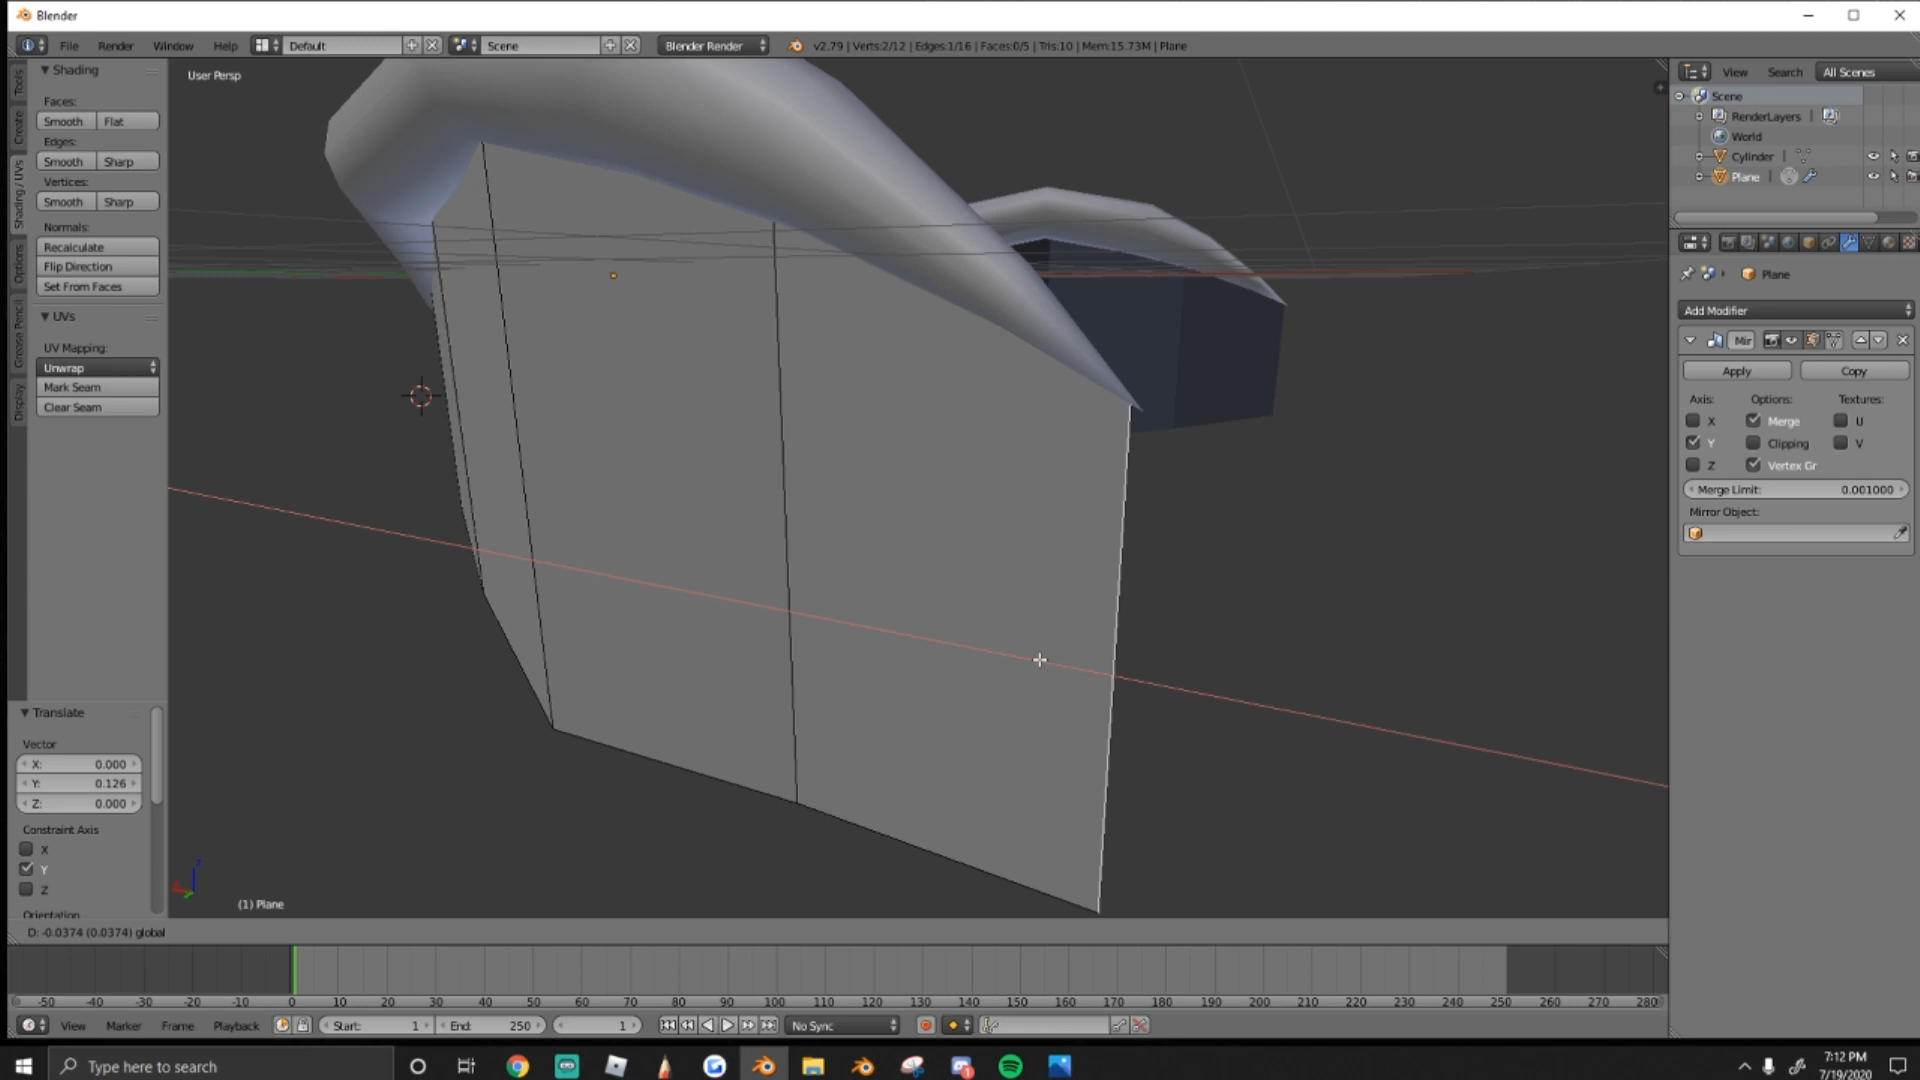 Blender
File Render Window Help Default Scene Blender Render v2.79 | Verts:2/12 | Edges:1/16 | Faces:0/5 | Tris:10 | Mem:15.73M | Plane
Tools
Create
Shading / UVs
Options
Grease Pencil
Display
Shading
Faces:
Smooth Flat
Edges:
Smooth Sharp
Vertices:
Smooth Sharp
Normals:
Recalculate
Flip Direction
Set From Faces
UVs
UV Mapping:
Unwrap
Mark Seam
Clear Seam
Translate
Vector
X: 0.000
Y: 0.126
Z: 0.000
Constraint Axis
X
Y
Z
Orientation
User Persp
(1) Plane
View Search All Scenes
Scene
RenderLayers |
World
Cylinder |
Plane |
Plane
Add Modifier
Mir
Apply Copy
Axis: Options: Textures:
X Merge U
Y Clipping V
Z Vertex Gr
Merge Limit: 0.001000
Mirror Object:
D: -0.0374 (0.0374) global
-50 -40 -30 -20 -10 0 10 20 30 40 50 60 70 80 90 100 110 120 130 140 150 160 170 180 190 200 210 220 230 240 250 260 270 280
View Marker Frame Playback Start: 1 End: 250 1 No Sync
Type here to search
7:12 PM
7/19/2020